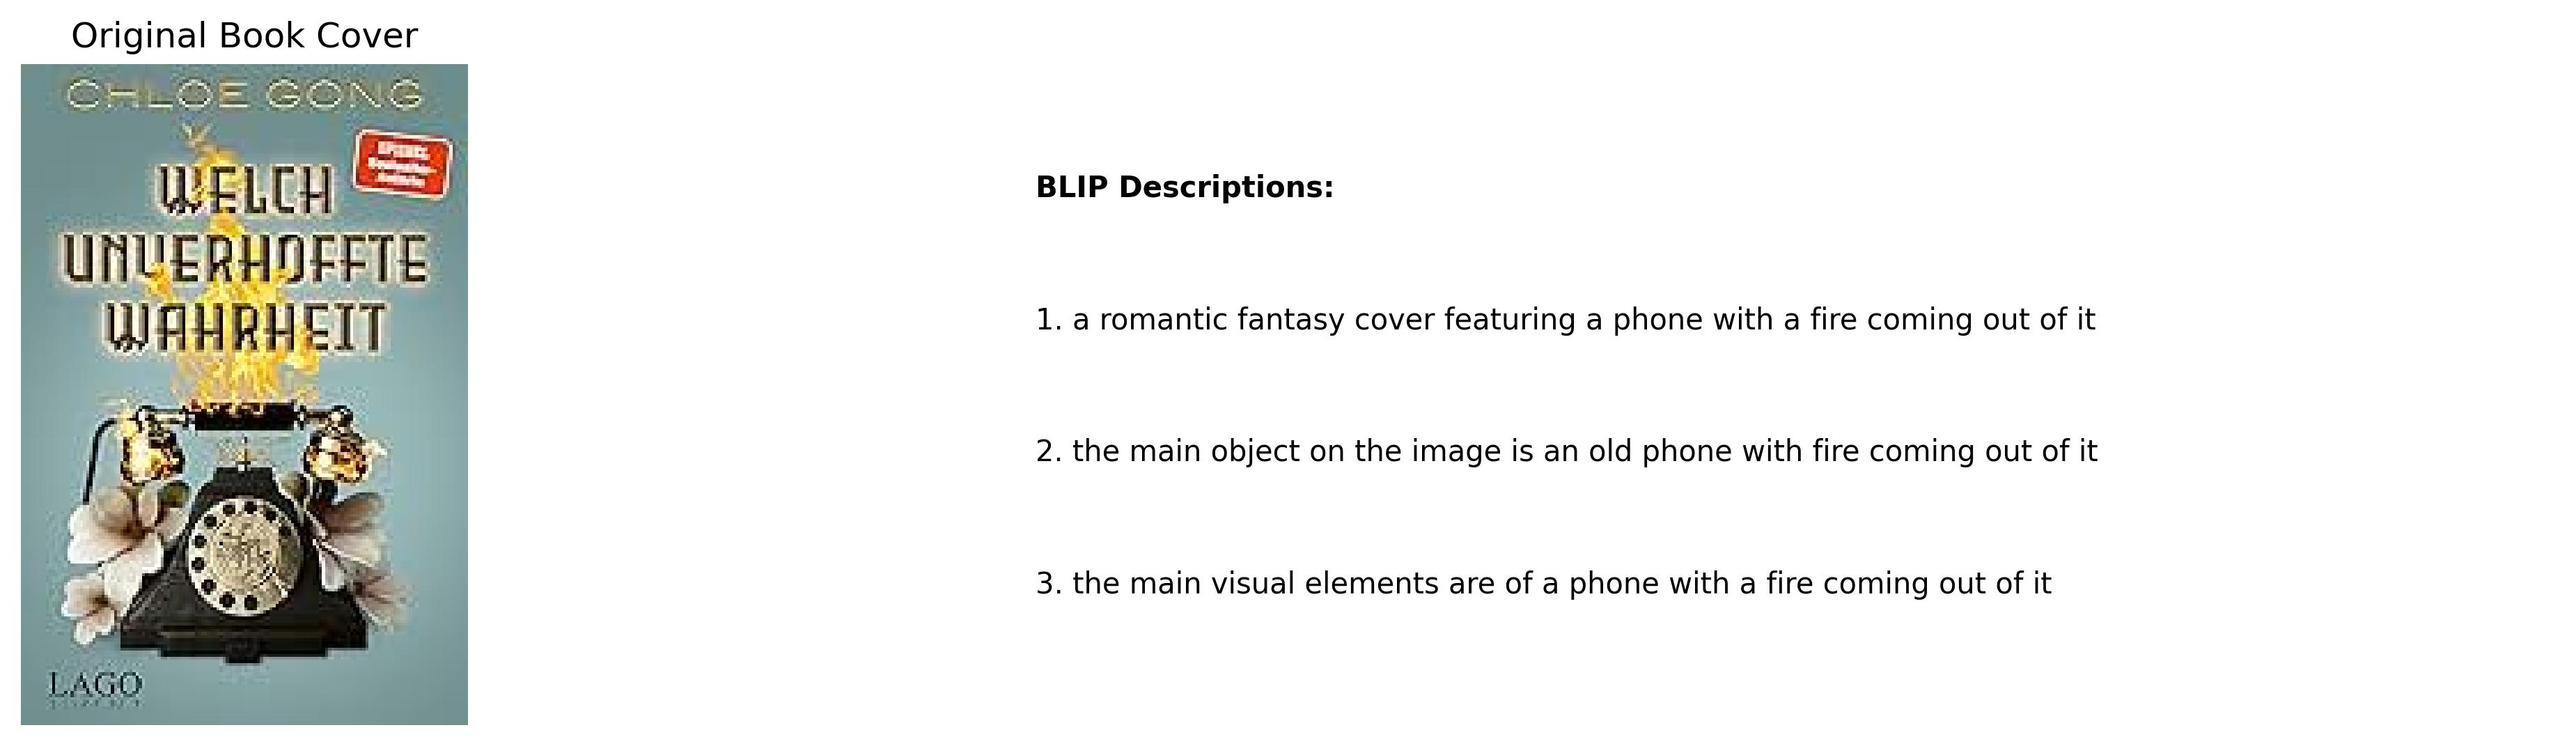 Original Book Cover
CHLOE GONG
SPIEGEL
Bestseller-
WELCH
UNVERHOFFTE
WAHRHEIT
LAGO
BLIP Descriptions:
1. a romantic fantasy cover featuring a phone with a fire coming out of it
2. the main object on the image is an old phone with fire coming out of it
3. the main visual elements are of a phone with a fire coming out of it